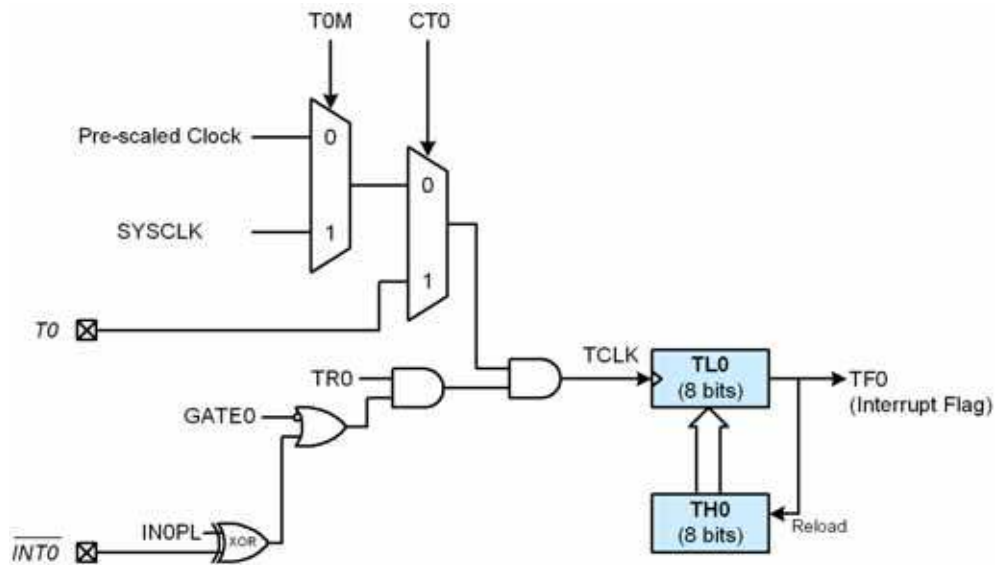 T0M
CT0
Pre-scaled Clock
0
0
SYSCLK
1
1
T0
TCLK
TL0
(8 bits)
TF0
(Interrupt Flag)
TR0
GATE0
TH0
(8 bits)
Reload
IN0PL
XOR
INT0